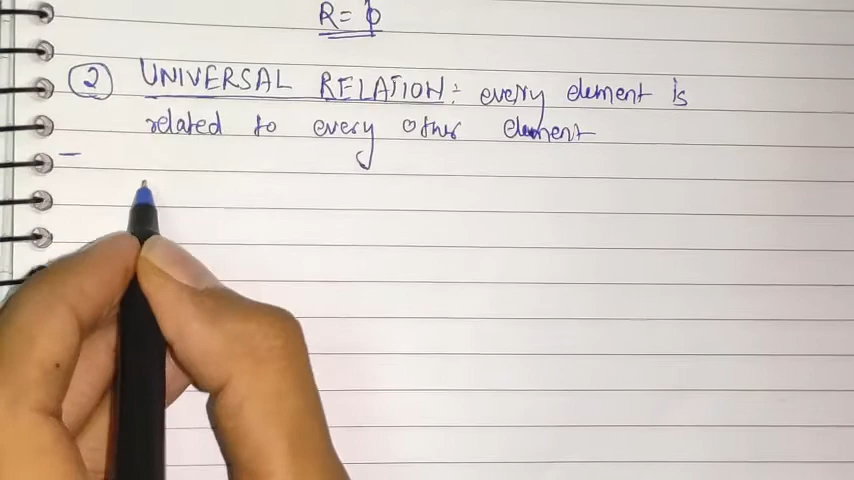 R= ϕ
② UNIVERSAL RELATION: every element is
related to every other element
—